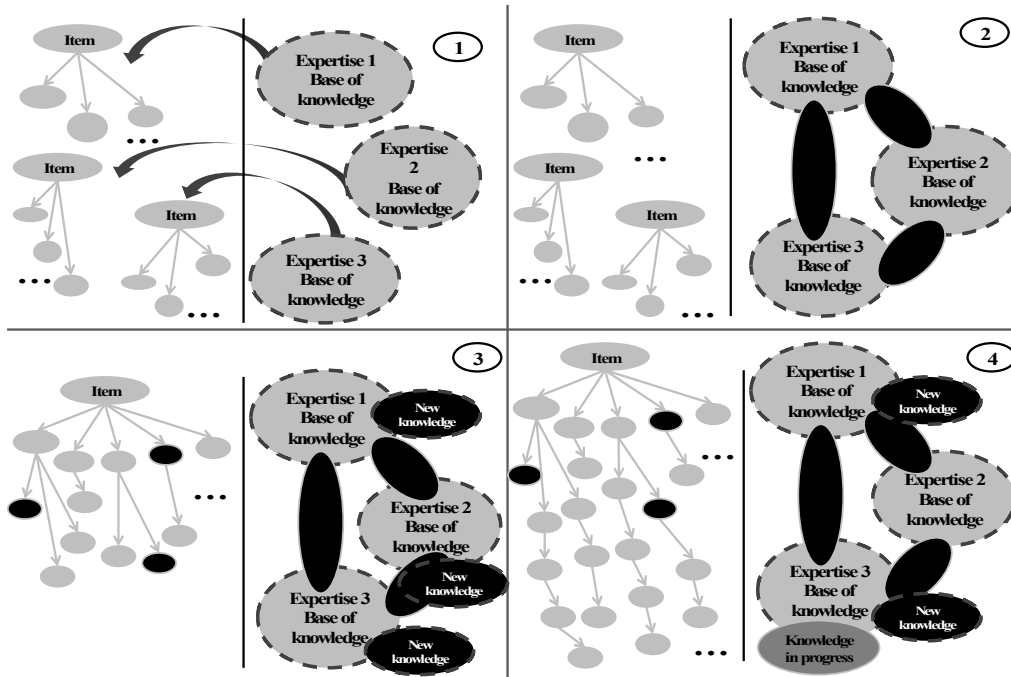 1
Item
Expertise 1
Base of
knowledge
...
Item
Expertise
2
Base of
knowledge
Item
Expertise 3
Base of
knowledge
...
...
2
Item
Expertise 1
Base of
knowledge
...
Item
Expertise 2
Base of
knowledge
Item
Expertise 3
Base of
knowledge
...
...
3
Item
Expertise 1
Base of
knowledge
New
knowledge
...
Expertise 2
Base of
knowledge
New
knowledge
Expertise 3
Base of
knowledge
New
knowledge
4
Item
Expertise 1
Base of
knowledge
New
knowledge
...
Expertise 2
Base of
knowledge
Expertise 3
Base of
knowledge
New
knowledge
Knowledge
in progress
...